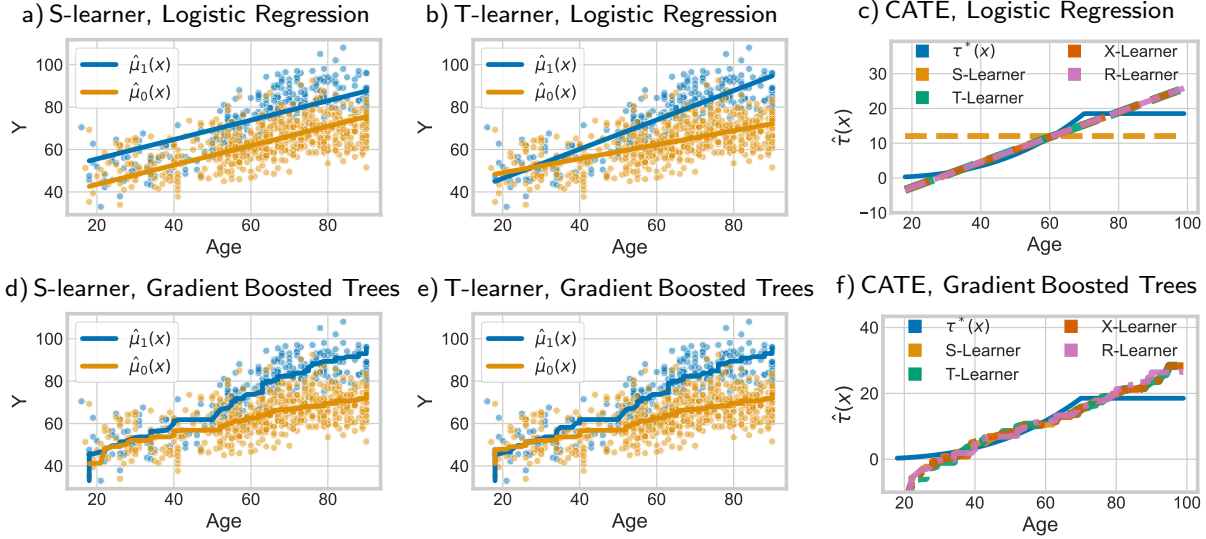 a) S-learner, Logistic Regression
b) T-learner, Logistic Regression
c) CATE, Logistic Regression
μ̂₁(x)
μ̂₀(x)
100
80
60
40
Y
20 40 60 80
Age
μ̂₁(x)
μ̂₀(x)
100
80
60
40
Y
20 40 60 80
Age
τ*(x)
S-Learner
T-Learner
X-Learner
R-Learner
30
20
10
0
−10
τ̂(x)
20 40 60 80 100
Age
d) S-learner, Gradient Boosted Trees
e) T-learner, Gradient Boosted Trees
f) CATE, Gradient Boosted Trees
μ̂₁(x)
μ̂₀(x)
100
80
60
40
Y
20 40 60 80
Age
μ̂₁(x)
μ̂₀(x)
100
80
60
40
Y
20 40 60 80
Age
τ*(x)
S-Learner
T-Learner
X-Learner
R-Learner
40
20
0
τ̂(x)
20 40 60 80 100
Age